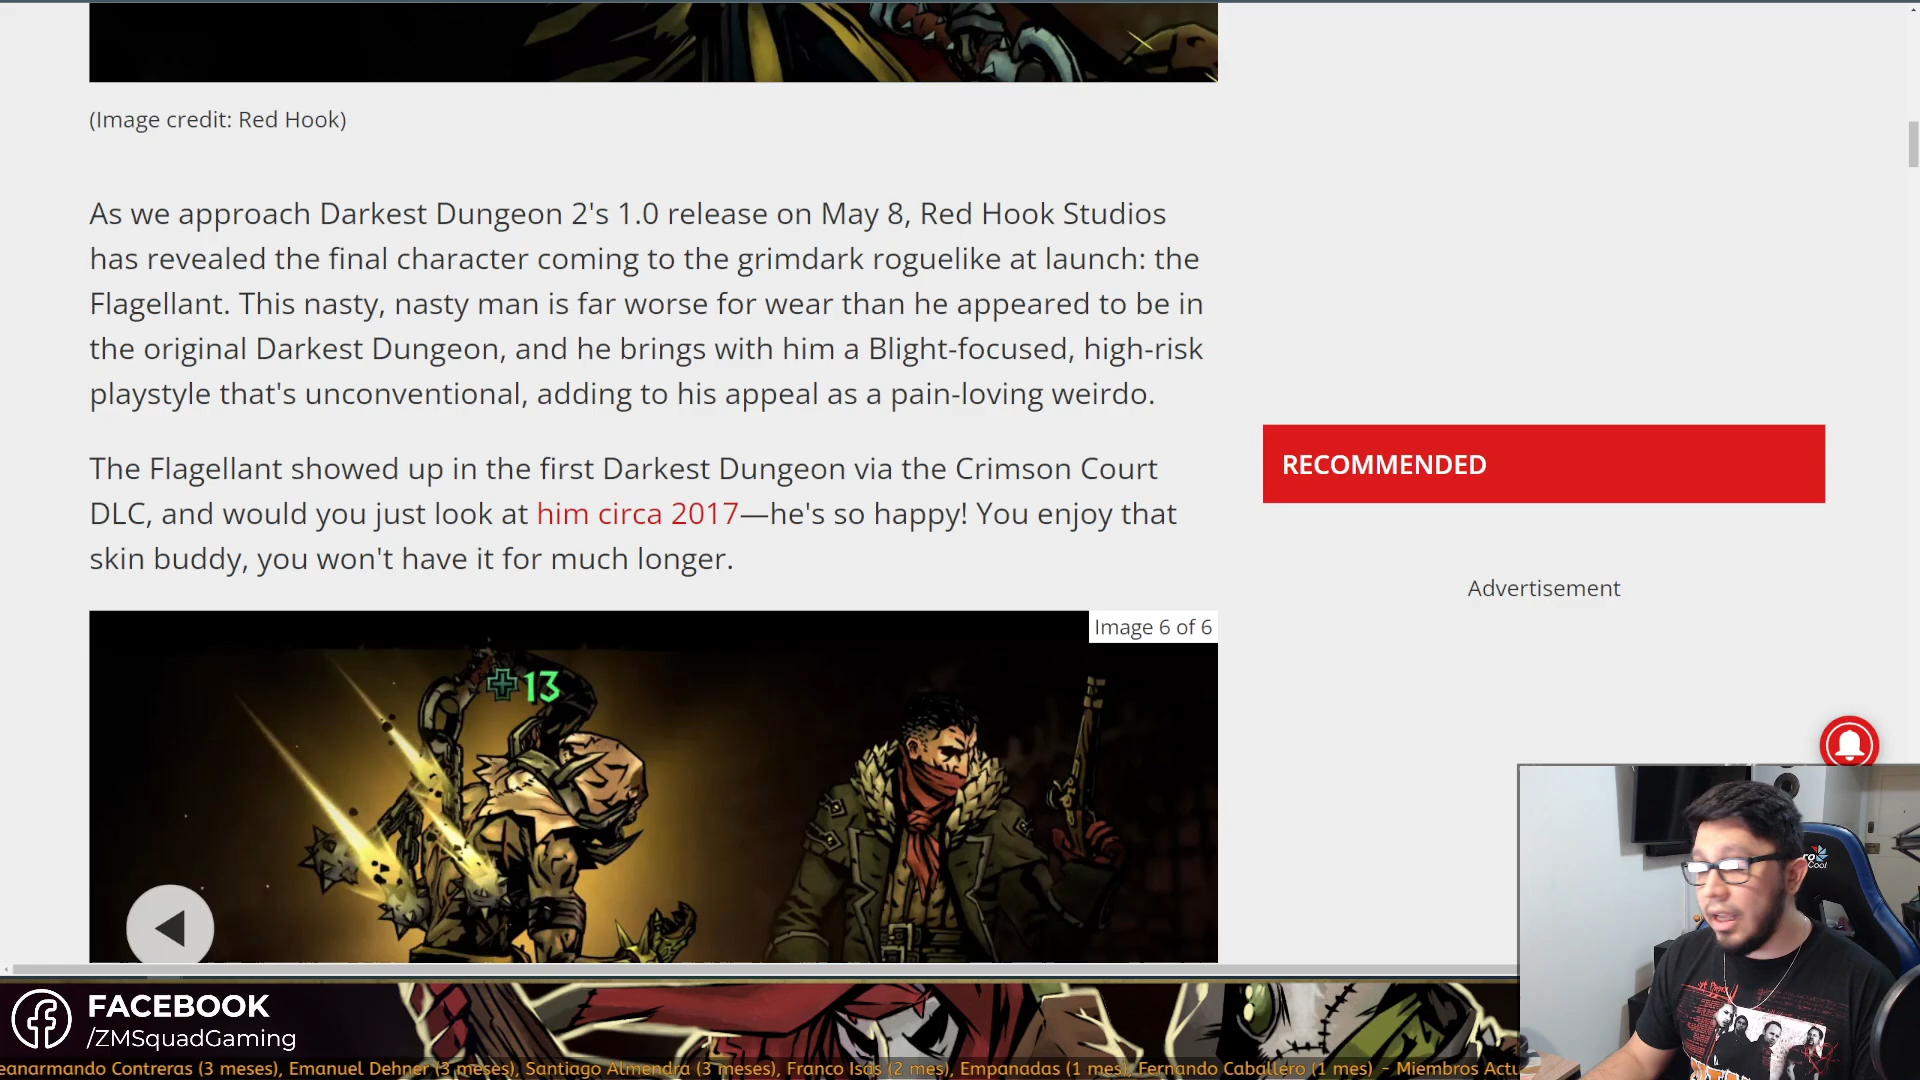 (Image credit: Red Hook)
As we approach Darkest Dungeon 2's 1.0 release on May 8, Red Hook Studios
has revealed the final character coming to the grimdark roguelike at launch: the
Flagellant. This nasty, nasty man is far worse for wear than he appeared to be in
the original Darkest Dungeon, and he brings with him a Blight-focused, high-risk
playstyle that's unconventional, adding to his appeal as a pain-loving weirdo.
The Flagellant showed up in the first Darkest Dungeon via the Crimson Court
DLC, and would you just look at him circa 2017—he's so happy! You enjoy that
skin buddy, you won't have it for much longer.
RECOMMENDED
Advertisement
Image 6 of 6
13
Cool
FACEBOOK
/ZMSquadGaming
eanarmando Contreras (3 meses), Emanuel Dehner (3 meses), Santiago Almendra (3 meses), Franco Isás (2 mes), Empanadas (1 mes), Fernando Caballero (1 mes) - Miembros Actu